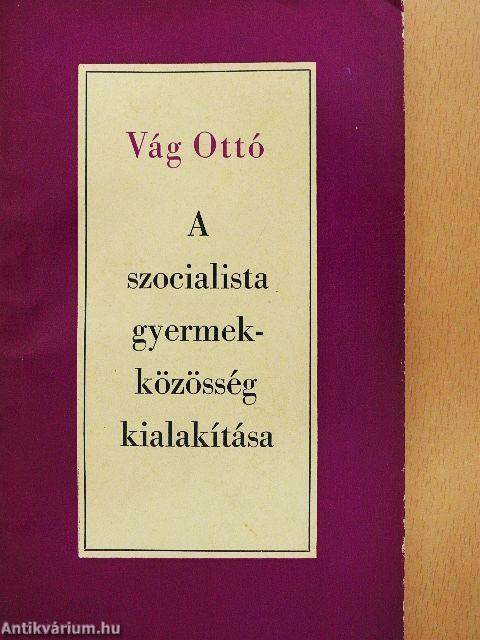 Vág Ottó
A
szocialista
gyermek-
közösség
kialakítása
Antikvárium.hu